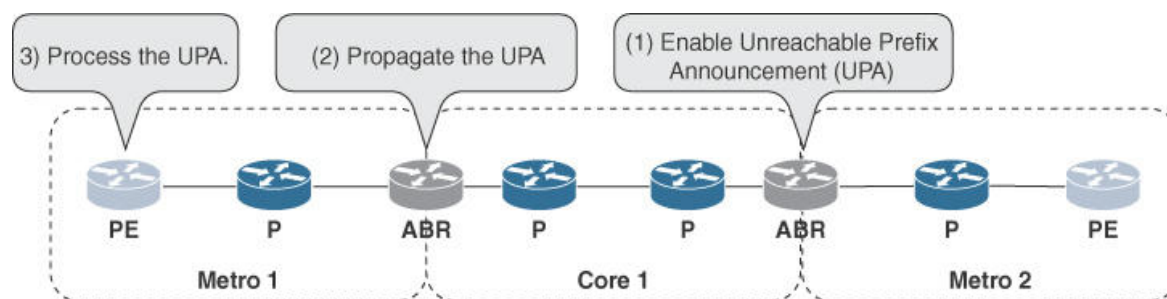 3) Process the UPA.
(2) Propagate the UPA
(1) Enable Unreachable Prefix
Announcement (UPA)
PE
P
ABR
P
P
ABR
P
PE
Metro 1
Core 1
Metro 2